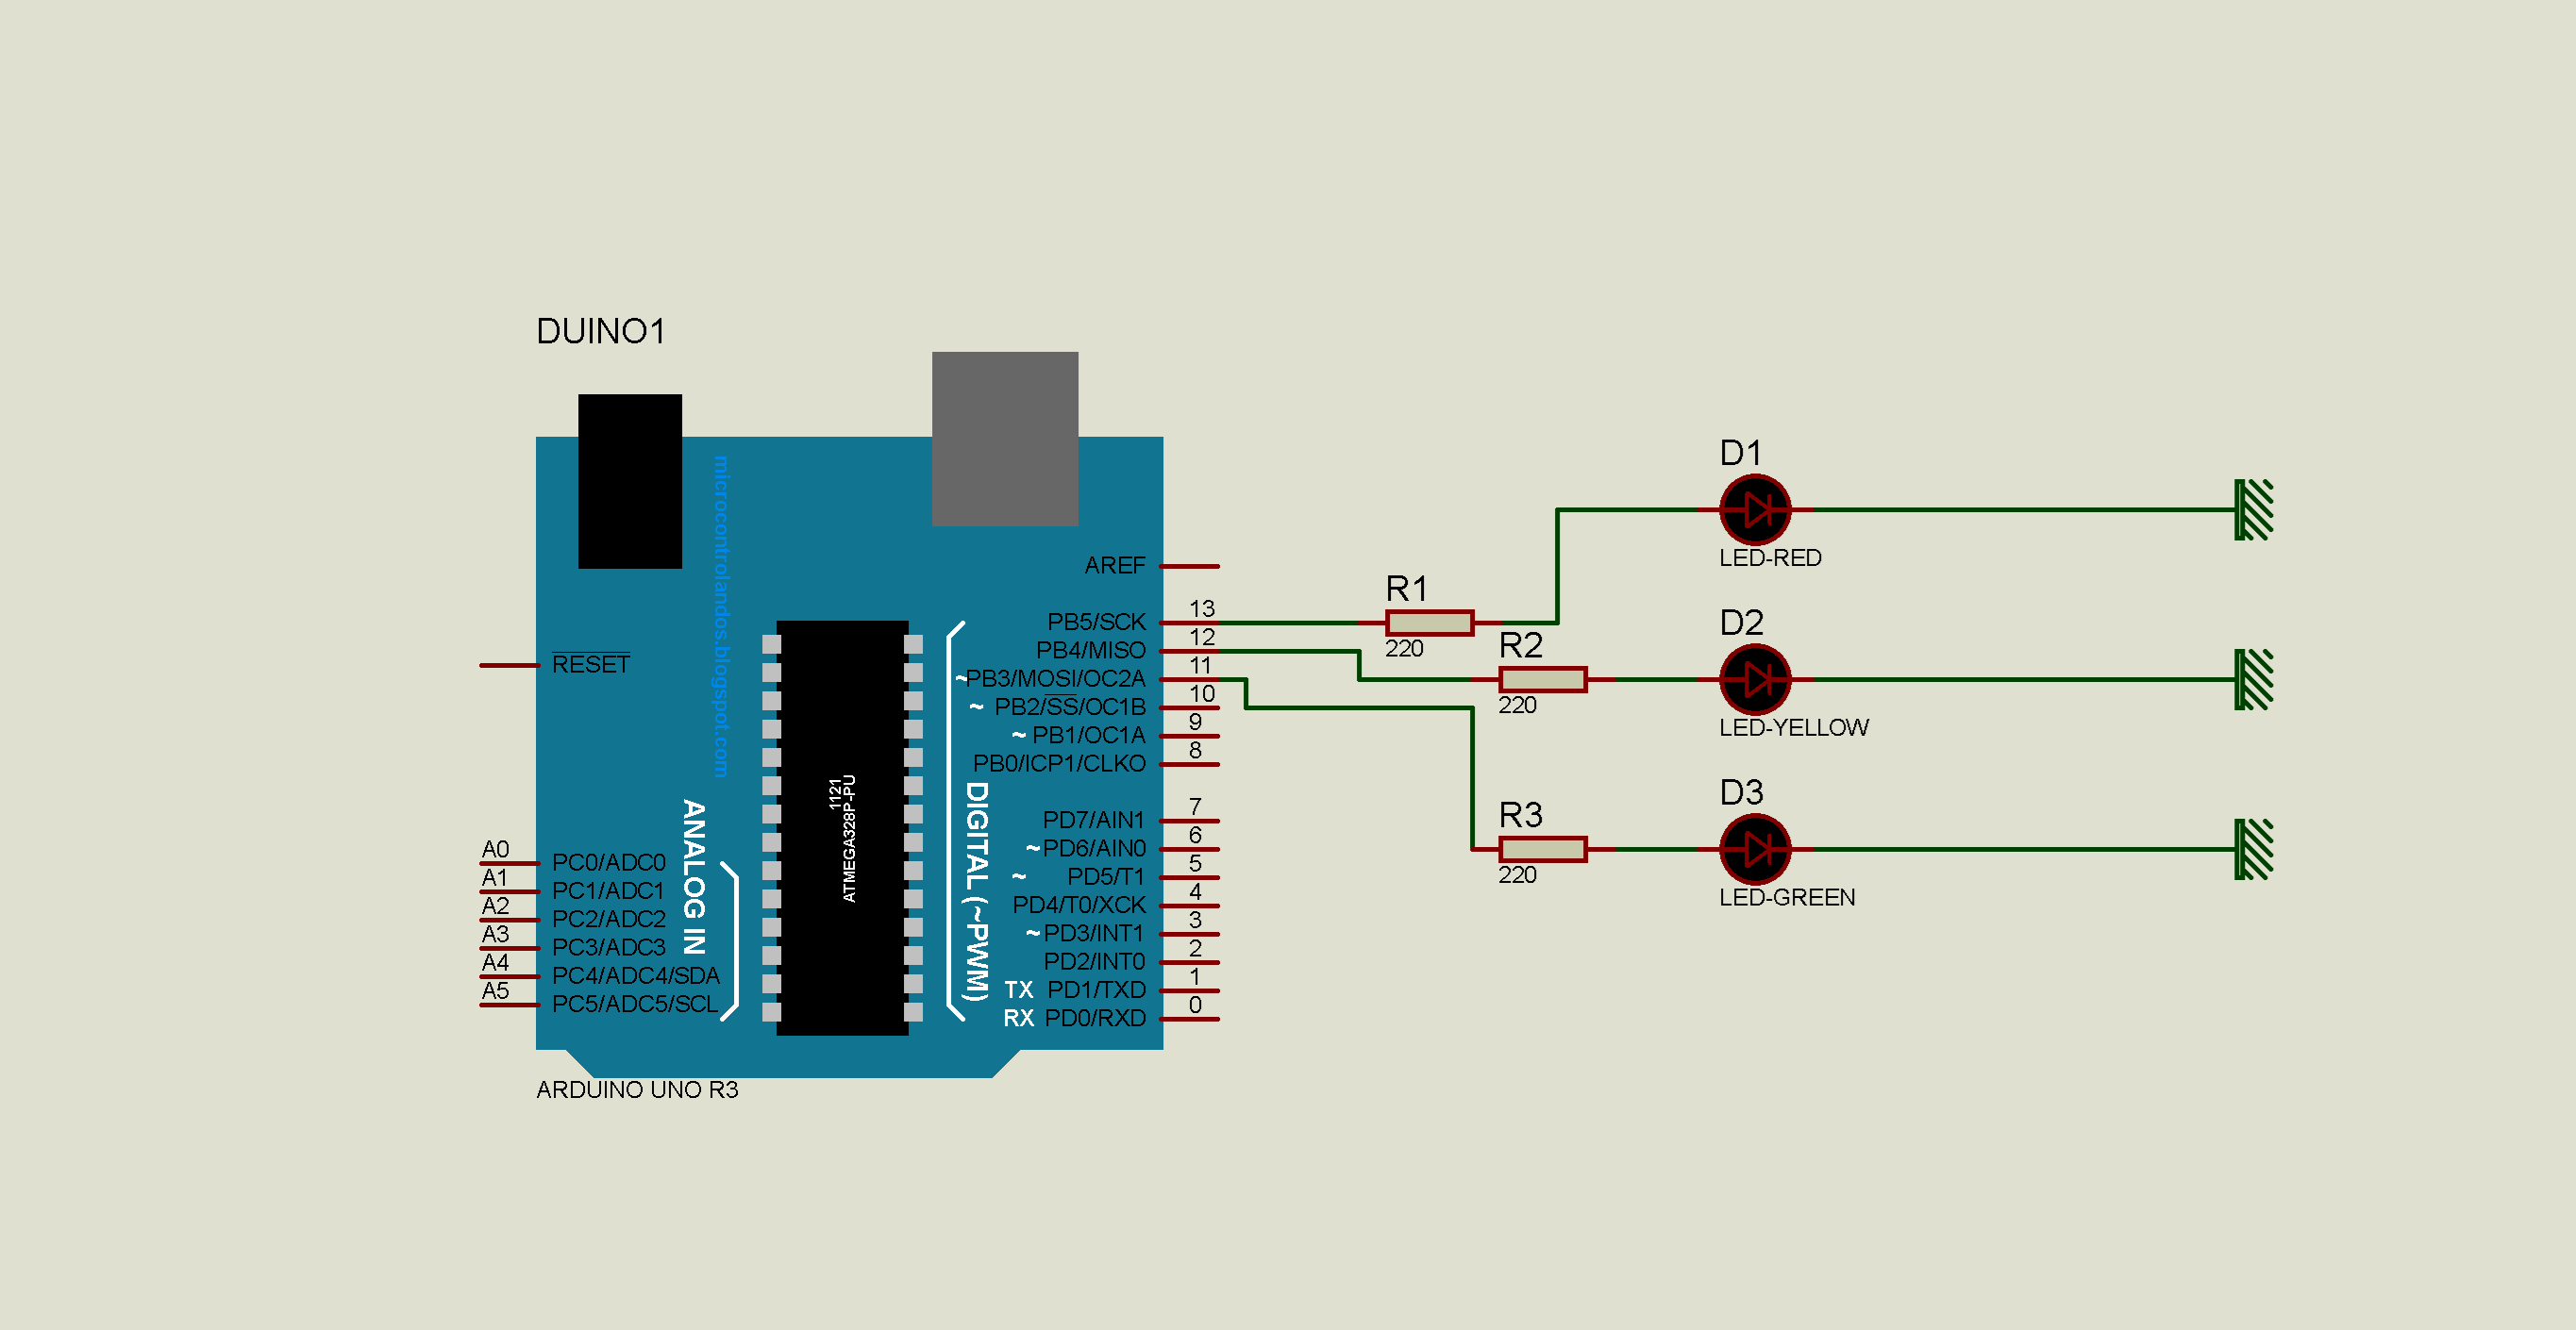 DUINO1
microcontrolandos.blogspot.com
RESET
ANALOG IN
A0 PC0/ADC0
A1 PC1/ADC1
A2 PC2/ADC2
A3 PC3/ADC3
A4 PC4/ADC4/SDA
A5 PC5/ADC5/SCL
1121
ATMEGA328P-PU
DIGITAL (~PWM)
AREF
PB5/SCK 13
PB4/MISO 12
~PB3/MOSI/OC2A 11
~ PB2/SS/OC1B 10
~ PB1/OC1A 9
PB0/ICP1/CLKO 8
PD7/AIN1 7
~PD6/AIN0 6
~ PD5/T1 5
PD4/T0/XCK 4
~PD3/INT1 3
PD2/INT0 2
TX PD1/TXD 1
RX PD0/RXD 0
ARDUINO UNO R3
R1
220
R2
220
R3
220
D1
LED-RED
D2
LED-YELLOW
D3
LED-GREEN